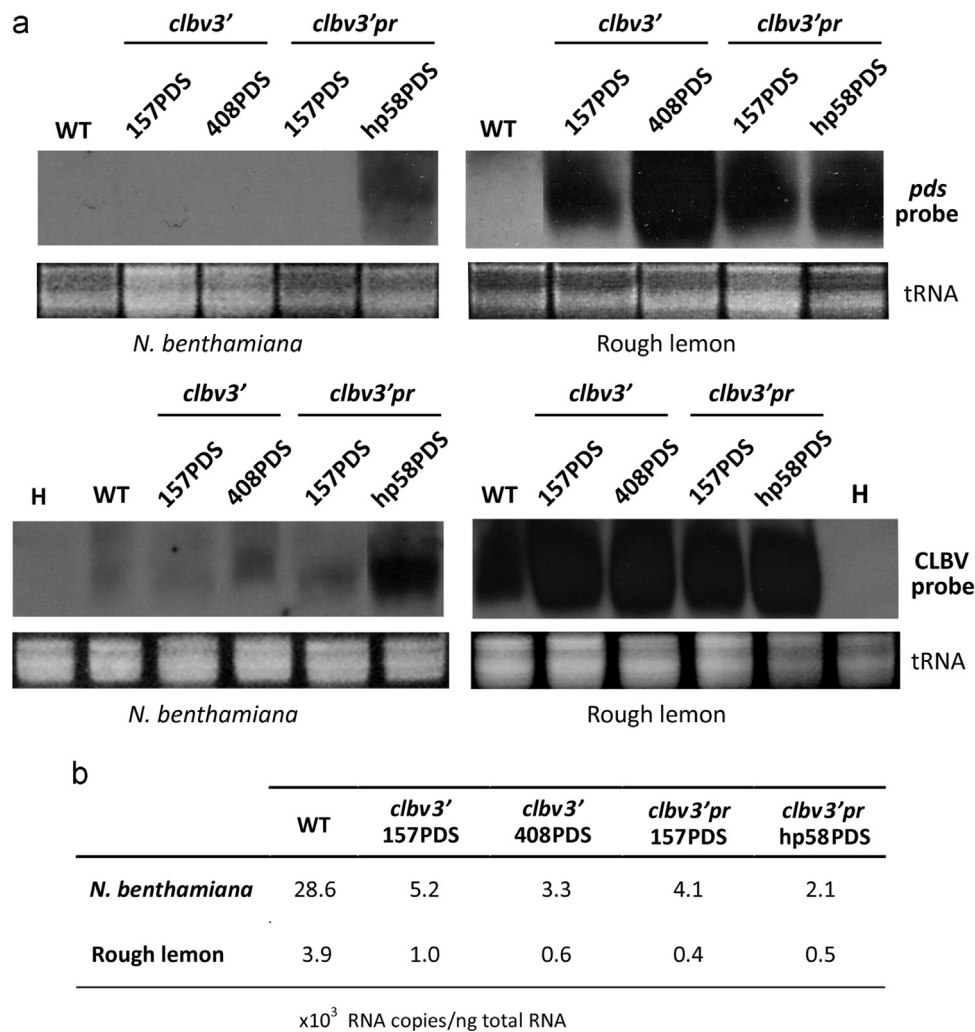 a
clbv3’ clbv3’pr clbv3’ clbv3’pr
WT 157PDS 408PDS 157PDS hp58PDS WT 157PDS 408PDS 157PDS hp58PDS
pds
probe
tRNA
N. benthamiana Rough lemon
clbv3’ clbv3’pr clbv3’ clbv3’pr
H WT 157PDS 408PDS 157PDS hp58PDS WT 157PDS 408PDS 157PDS hp58PDS H
CLBV
probe
tRNA
N. benthamiana Rough lemon
b
WT clbv3’ 157PDS clbv3’ 408PDS clbv3’pr 157PDS clbv3’pr hp58PDS
N. benthamiana 28.6 5.2 3.3 4.1 2.1
Rough lemon 3.9 1.0 0.6 0.4 0.5
x10³ RNA copies/ng total RNA